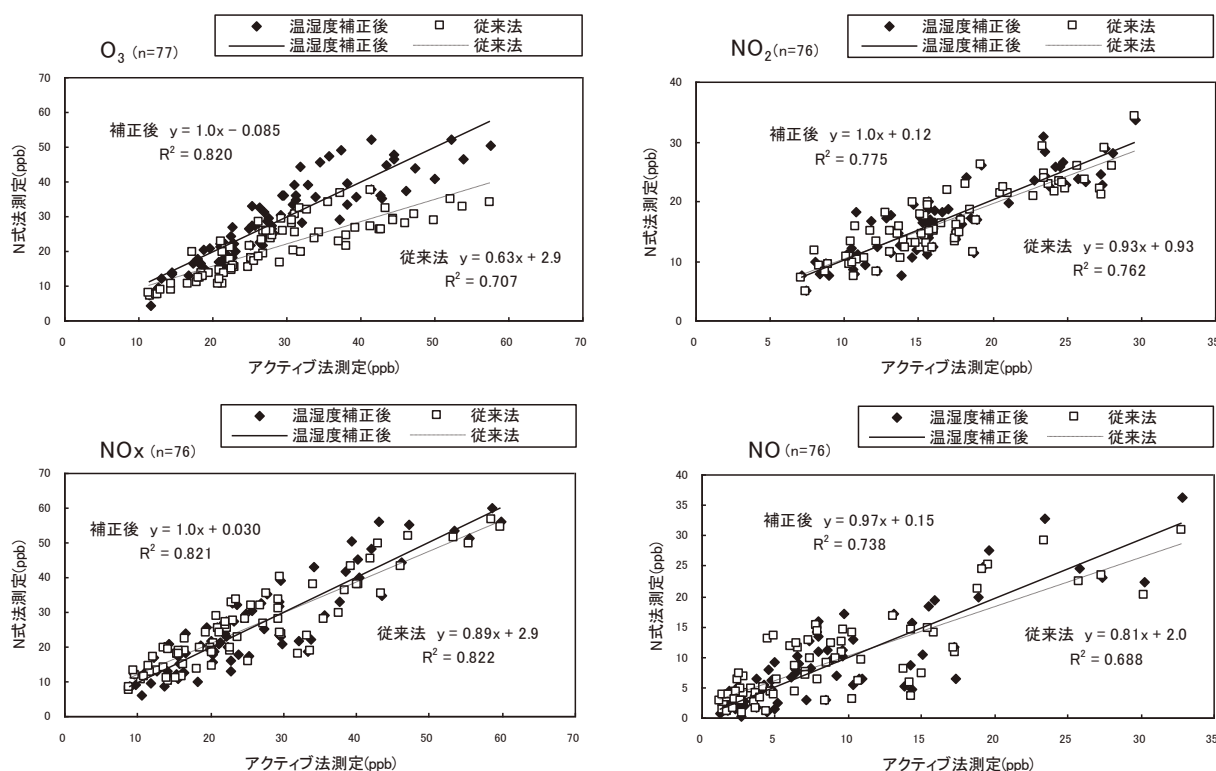 ◆ 温湿度補正後 □ 従来法
温湿度補正後 従来法
O3 (n=77)
70
60
50
40
30
20
10
0
N式法測定(ppb)
補正後 y = 1.0x − 0.085
R2 = 0.820
従来法 y = 0.63x + 2.9
R2 = 0.707
0 10 20 30 40 50 60 70
アクティブ法測定(ppb)
◆ 温湿度補正後 □ 従来法
温湿度補正後 従来法
NO2(n=76)
40
30
20
10
0
N式法測定(ppb)
補正後 y = 1.0x + 0.12
R2 = 0.775
従来法 y = 0.93x + 0.93
R2 = 0.762
0 5 10 15 20 25 30 35
アクティブ法測定(ppb)
◆ 温湿度補正後 □ 従来法
温湿度補正後 従来法
NOx (n=76)
70
60
50
40
30
20
10
0
N式法測定(ppb)
補正後 y = 1.0x + 0.030
R2 = 0.821
従来法 y = 0.89x + 2.9
R2 = 0.822
0 10 20 30 40 50 60 70
アクティブ法測定(ppb)
◆ 温湿度補正後 □ 従来法
温湿度補正後 従来法
NO (n=76)
40
35
30
25
20
15
10
5
0
N式法測定(ppb)
補正後 y = 0.97x + 0.15
R2 = 0.738
従来法 y = 0.81x + 2.0
R2 = 0.688
0 5 10 15 20 25 30 35
アクティブ法測定(ppb)